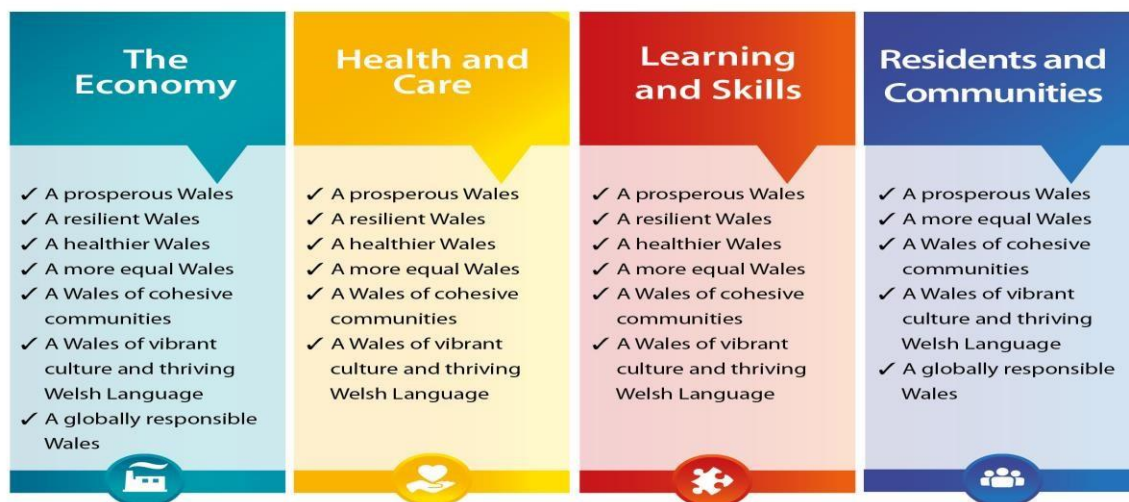 The
Economy
✓ A prosperous Wales
✓ A resilient Wales
✓ A healthier Wales
✓ A more equal Wales
✓ A Wales of cohesive
communities
✓ A Wales of vibrant
culture and thriving
Welsh Language
✓ A globally responsible
Wales
Health and
Care
✓ A prosperous Wales
✓ A resilient Wales
✓ A healthier Wales
✓ A more equal Wales
✓ A Wales of cohesive
communities
✓ A Wales of vibrant
culture and thriving
Welsh Language
Learning
and Skills
✓ A prosperous Wales
✓ A resilient Wales
✓ A healthier Wales
✓ A more equal Wales
✓ A Wales of cohesive
communities
✓ A Wales of vibrant
culture and thriving
Welsh Language
Residents and
Communities
✓ A prosperous Wales
✓ A more equal Wales
✓ A Wales of cohesive
communities
✓ A Wales of vibrant
culture and thriving
Welsh Language
✓ A globally responsible
Wales